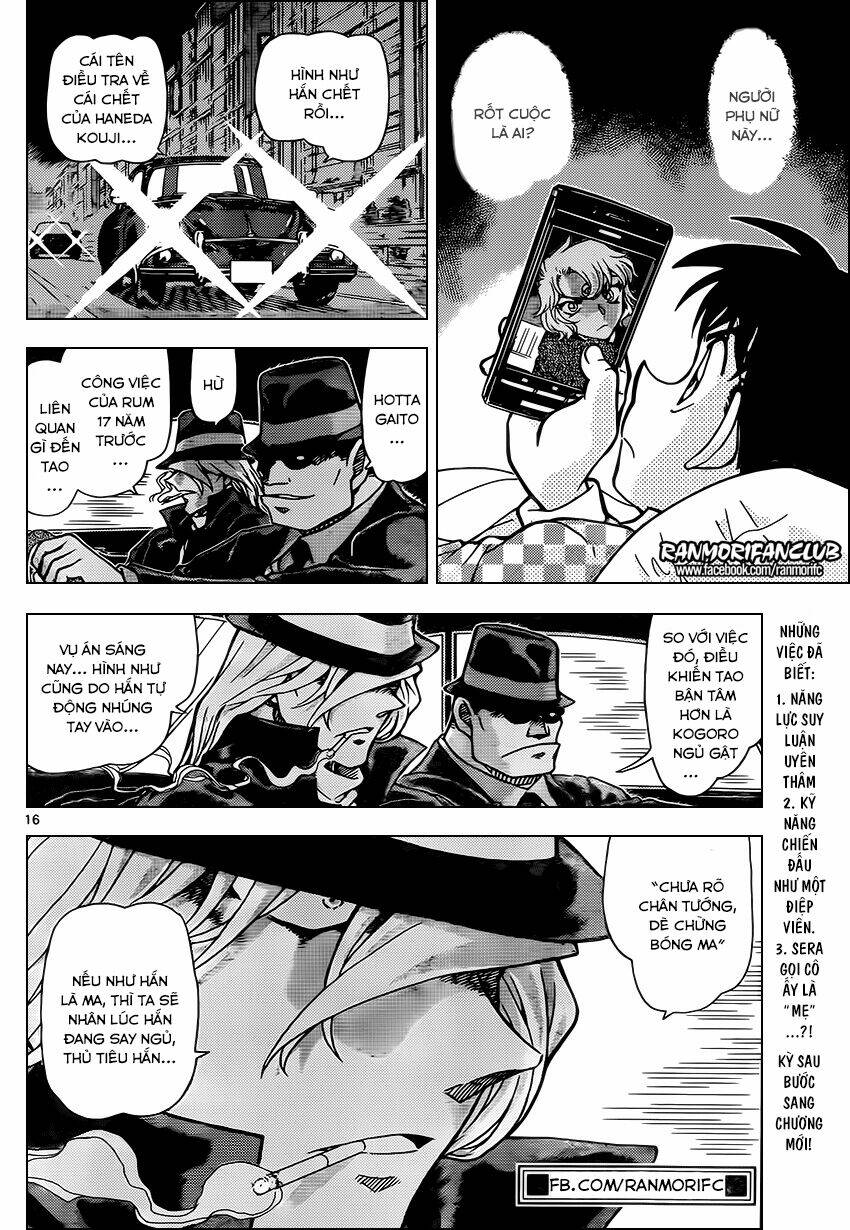 NGƯỜI
PHỤ NỮ
NÀY...
RỐT CUỘC
LÀ AI?
RANMORIFANCLUB
www.facebook.com/ranmorifc
HÌNH NHƯ
HẮN CHẾT
RỒI...
CÁI TÊN
ĐIỀU TRA VỀ
CÁI CHẾT
CỦA HANEDA
KOUJI...
HOTTA
GAITO
...
HỪ
CÔNG VIỆC
CỦA RUM
17 NĂM
TRƯỚC
...
LIÊN
QUAN
GÌ ĐẾN
TAO ...
SO VỚI VIỆC
ĐÓ, ĐIỀU
KHIẾN TAO
BẬN TÂM
HƠN LÀ
KOGORO
NGỦ GẬT
...
VỤ ÁN SÁNG
NAY... HÌNH NHƯ
CŨNG DO HẮN TỰ
ĐỘNG NHÚNG
TAY VÀO...
16
“CHƯA RÕ
CHÂN TƯỚNG,
DÈ CHỪNG
BÓNG MA”
NẾU NHƯ HẮN
LÀ MA, THÌ TA SẼ
NHÂN LÚC HẮN
ĐANG SAY NGỦ,
THỦ TIÊU HẮN...
FB.COM/RANMORIFC
NHỮNG
VIỆC ĐÃ
BIẾT:
1. NĂNG
LỰC SUY
LUẬN
UYÊN
THÂM
2. KỸ
NĂNG
CHIẾN
ĐẤU
NHƯ MỘT
ĐIỆP
VIÊN.
3. SERA
GỌI CÔ
ẤY LÀ
“MẸ”
...?!
KỲ SAU
BƯỚC
SANG
CHƯƠNG
MỚI!